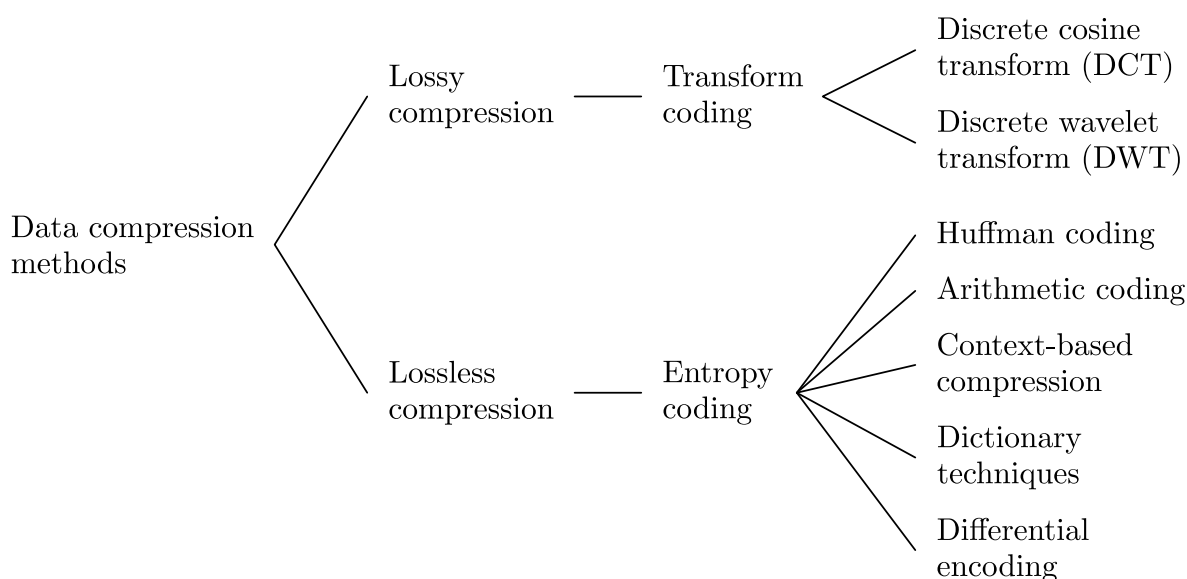 Data compression
methods
Lossy
compression
Transform
coding
Discrete cosine
transform (DCT)
Discrete wavelet
transform (DWT)
Lossless
compression
Entropy
coding
Huffman coding
Arithmetic coding
Context-based
compression
Dictionary
techniques
Differential
encoding